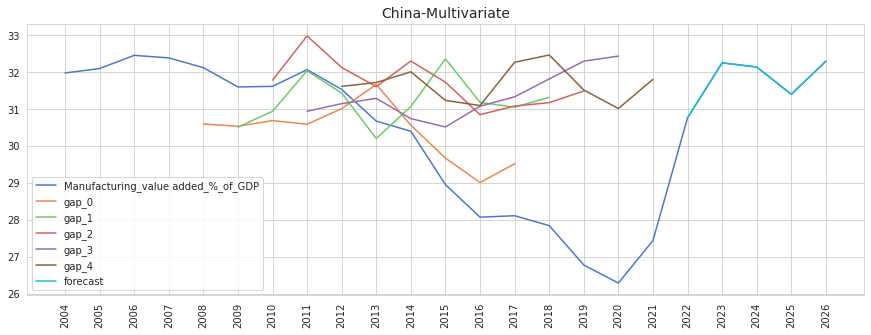 China-Multivariate
33
32
31
30
29
28
27
26
Manufacturing_value added_%_of_GDP
gap_0
gap_1
gap_2
gap_3
gap_4
forecast
2004 2005 2006 2007 2008 2009 2010 2011 2012 2013 2014 2015 2016 2017 2018 2019 2020 2021 2022 2023 2024 2025 2026